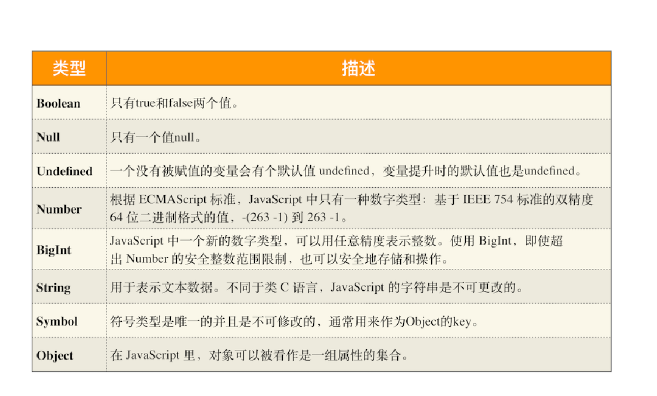 类型 描述
Boolean 只有true和false两个值。
Null 只有一个值null。
Undefined 一个没有被赋值的变量会有个默认值 undefined，变量提升时的默认值也是undefined。
Number 根据 ECMAScript 标准，JavaScript 中只有一种数字类型：基于 IEEE 754 标准的双精度
64 位二进制格式的值，-(263 -1) 到 263 -1。
BigInt JavaScript 中一个新的数字类型，可以用任意精度表示整数。使用 BigInt，即使超
出 Number 的安全整数范围限制，也可以安全地存储和操作。
String 用于表示文本数据。不同于类 C 语言，JavaScript 的字符串是不可更改的。
Symbol 符号类型是唯一的并且是不可修改的，通常用来作为Object的key。
Object 在 JavaScript 里，对象可以被看作是一组属性的集合。